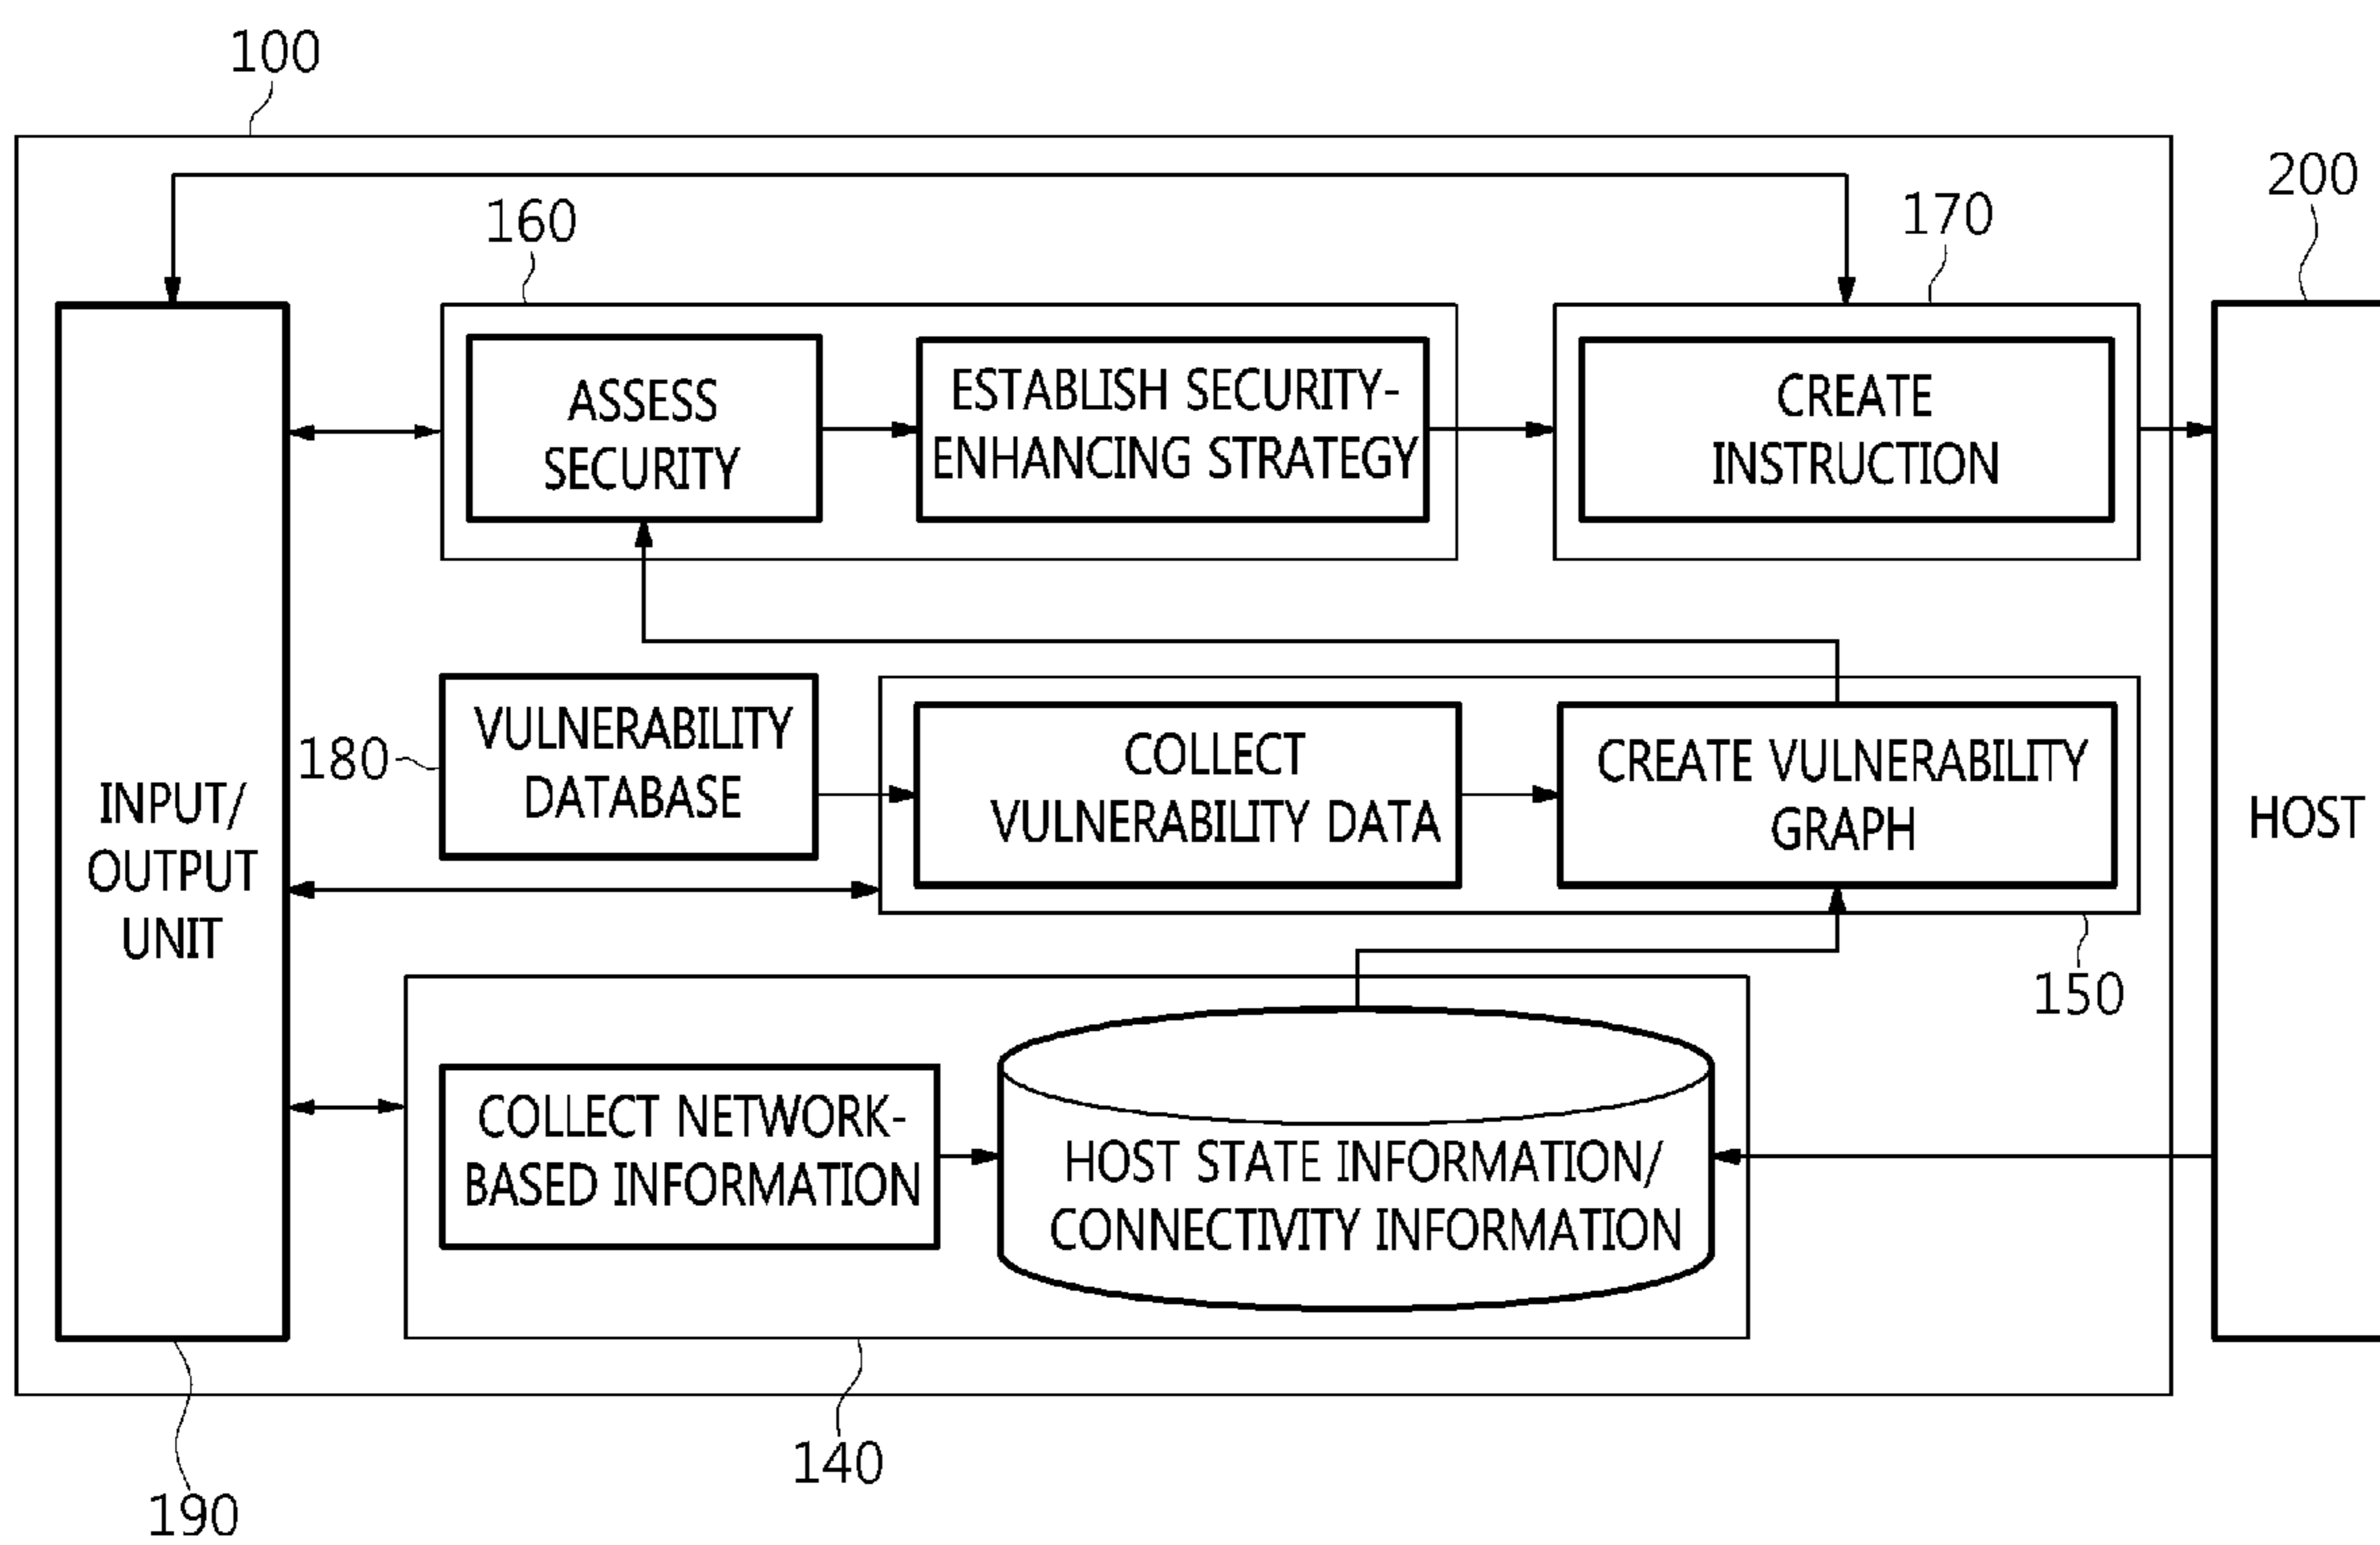 100
200
160
170
ASSESS
SECURITY
ESTABLISH SECURITY-
ENHANCING STRATEGY
CREATE
INSTRUCTION
INPUT/
OUTPUT
UNIT
180
VULNERABILITY
DATABASE
COLLECT
VULNERABILITY DATA
CREATE VULNERABILITY
GRAPH
HOST
150
COLLECT NETWORK-
BASED INFORMATION
HOST STATE INFORMATION/
CONNECTIVITY INFORMATION
140
190